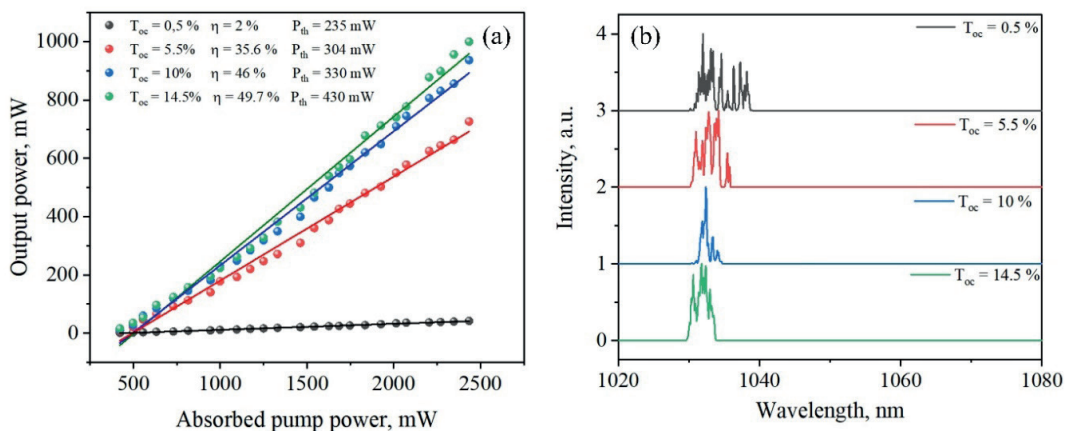 (a)
T_oc = 0,5 % η = 2 % P_th = 235 mW
T_oc = 5.5% η = 35.6 % P_th = 304 mW
T_oc = 10% η = 46 % P_th = 330 mW
T_oc = 14.5% η = 49.7 % P_th = 430 mW
Output power, mW
1000
800
600
400
200
0
500 1000 1500 2000 2500
Absorbed pump power, mW
(b)
T_oc = 0.5 %
T_oc = 5.5 %
T_oc = 10 %
T_oc = 14.5 %
Intensity, a.u.
4
3
2
1
0
1020 1040 1060 1080
Wavelength, nm